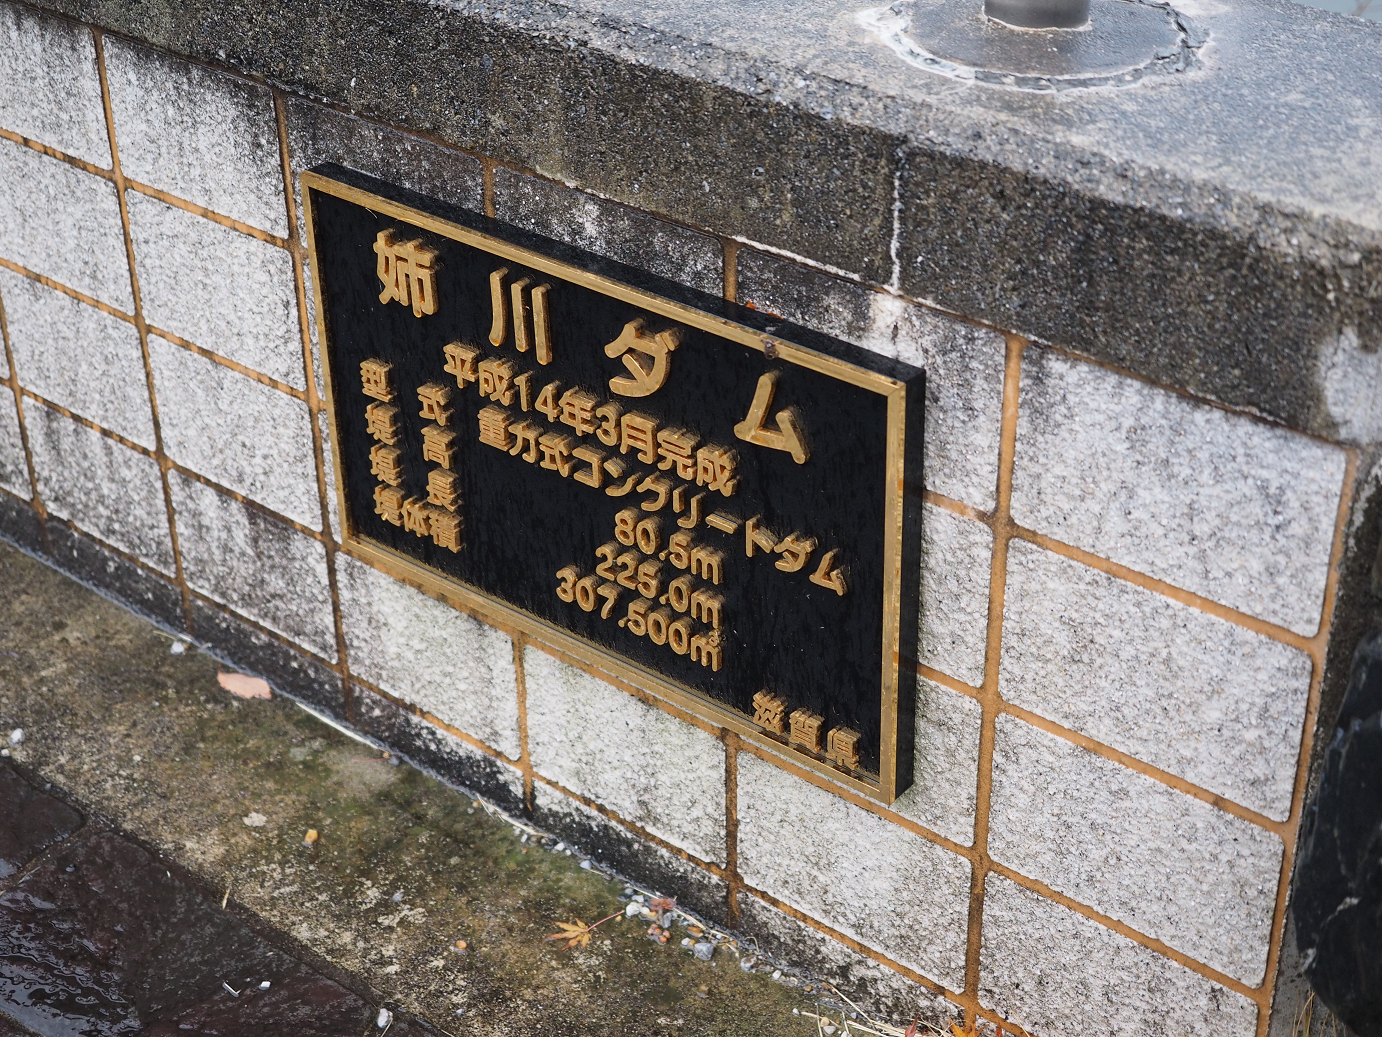 姉川ダム
平成14年3月完成
型式 重力式コンクリートダム
堤高 80.5m
堤長 225.0m
堤体積 307,500㎥
滋賀県